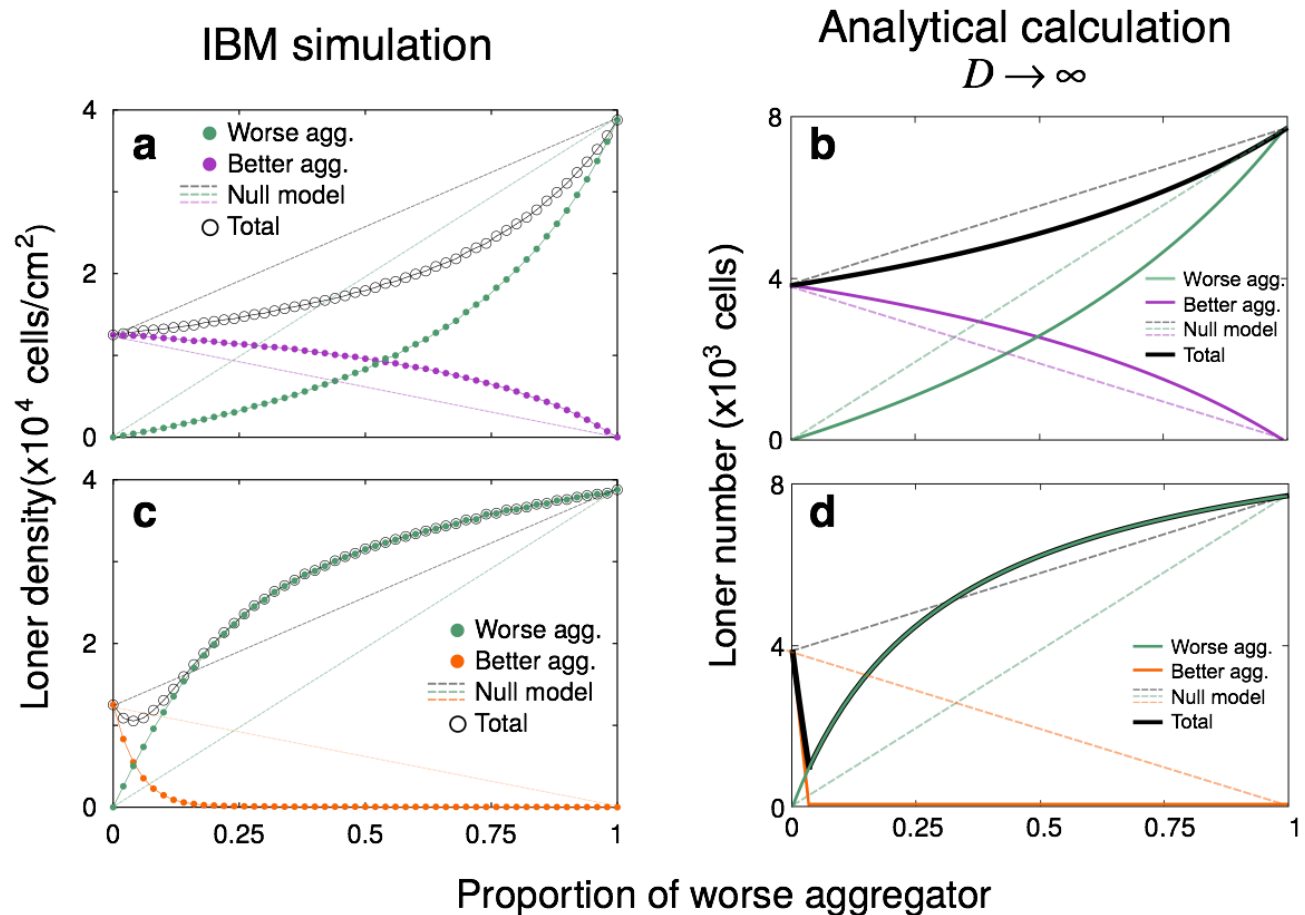 IBM simulation
Analytical calculation
D → ∞
Loner density(x10⁴ cells/cm²)
a
Worse agg.
Better agg.
Null model
Total
4
2
0
c
Worse agg.
Better agg.
Null model
Total
4
2
0
0 0.25 0.5 0.75 1
Loner number (x10³ cells)
b
Worse agg.
Better agg.
Null model
Total
8
4
0
d
Worse agg.
Better agg.
Null model
Total
8
4
0
0 0.25 0.5 0.75 1
Proportion of worse aggregator